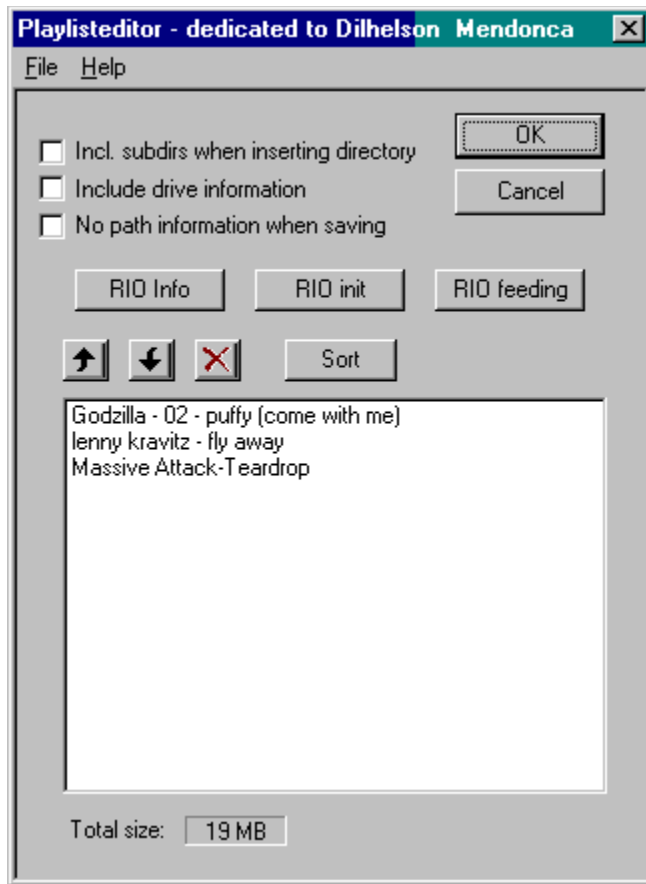 Playlisteditor - dedicated to Dilhelson Mendonca
File Help
Incl. subdirs when inserting directory
OK
Include drive information
Cancel
No path information when saving
RIO Info RIO init RIO feeding
Sort
Godzilla - 02 - puffy (come with me)
lenny kravitz - fly away
Massive Attack-Teardrop
Total size: 19 MB